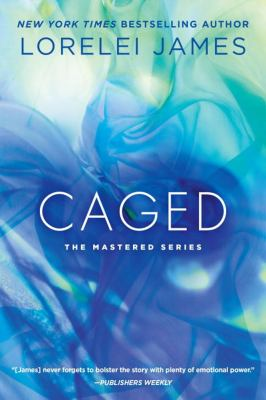 NEW YORK TIMES BESTSELLING AUTHOR
LORELEI JAMES
CAGED
THE MASTERED SERIES
"[James] never forgets to bolster the story with plenty of emotional power."
—PUBLISHERS WEEKLY